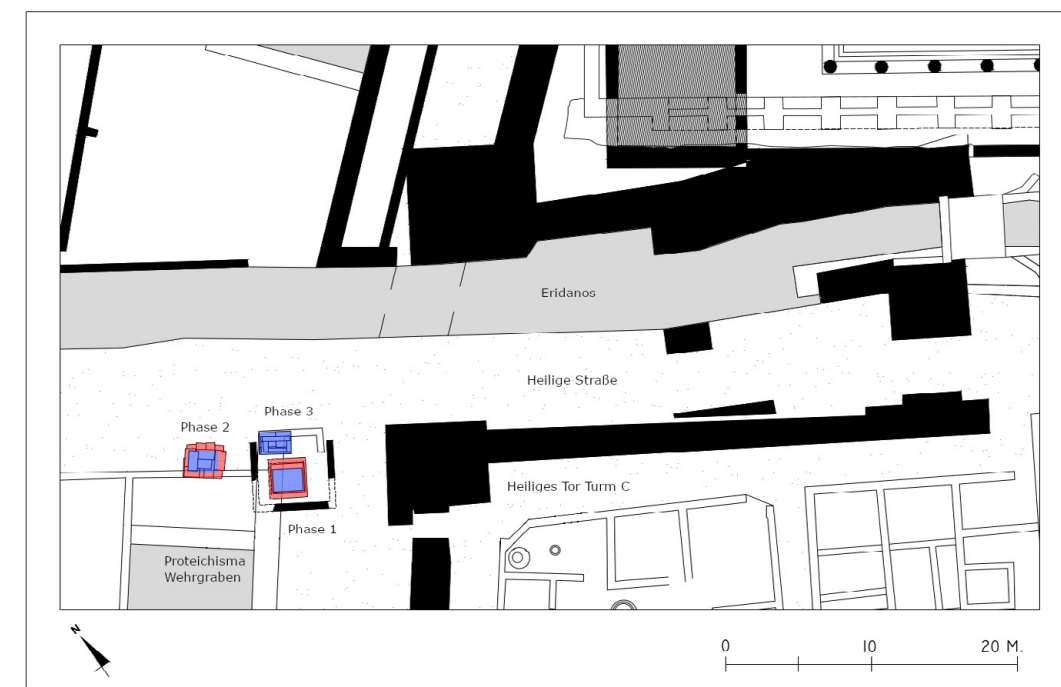 Eridanos
Heilige Straße
Phase 3
Phase 2
Heiliges Tor Turm C
Phase 1
Proteichisma
Wehrgraben
N
0 10 20 M.